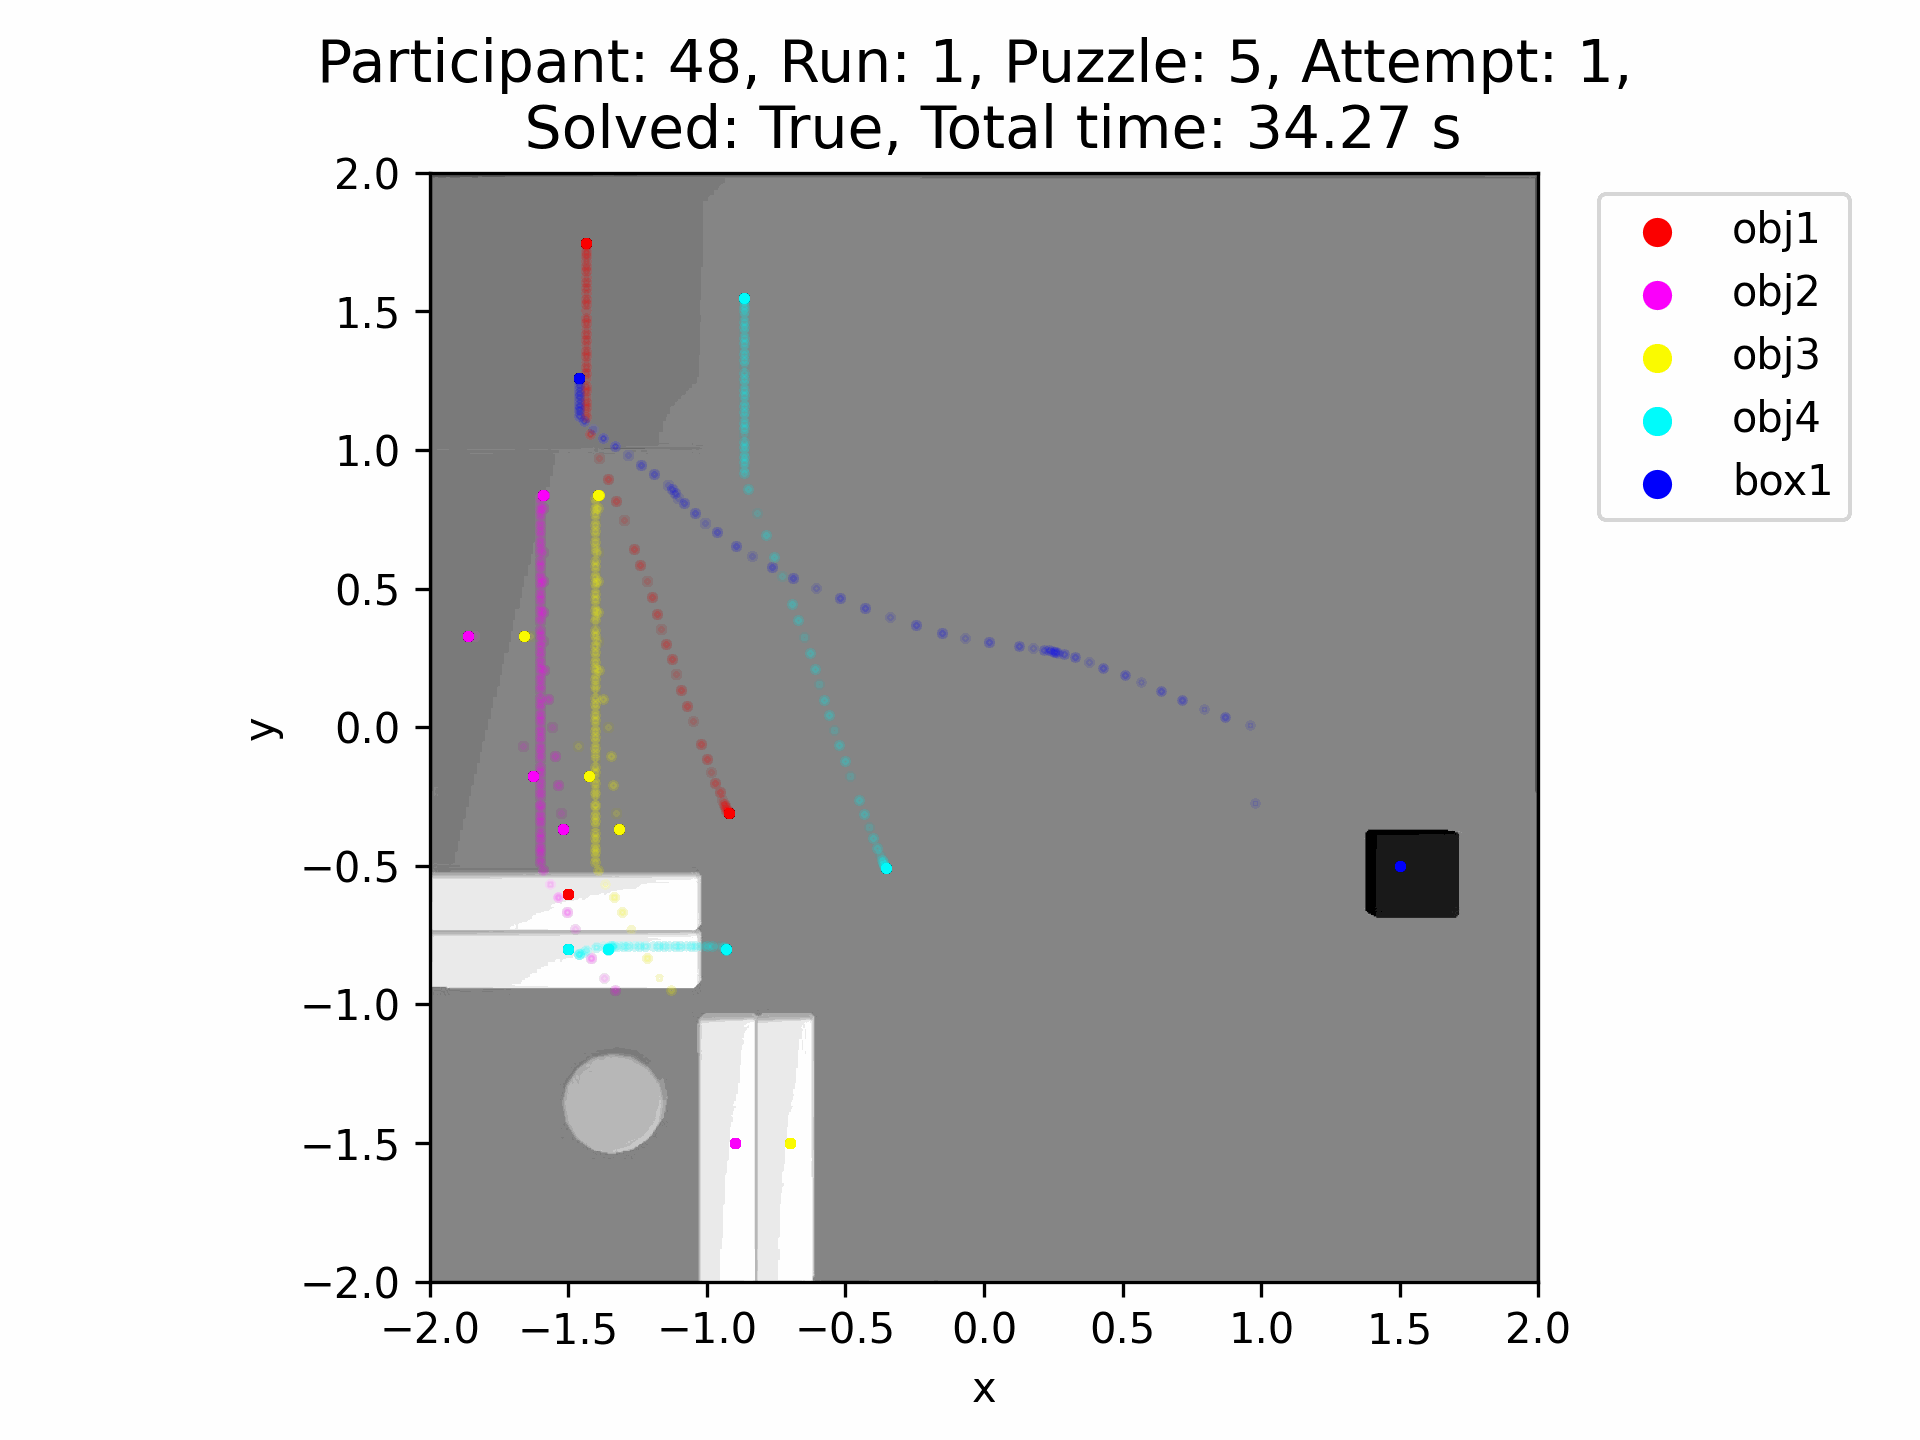 Participant: 48, Run: 1, Puzzle: 5, Attempt: 1,
Solved: True, Total time: 34.27 s
2.0
1.5
1.0
0.5
0.0
−0.5
−1.0
−1.5
−2.0
y
−2.0 −1.5 −1.0 −0.5 0.0 0.5 1.0 1.5 2.0
x
obj1
obj2
obj3
obj4
box1